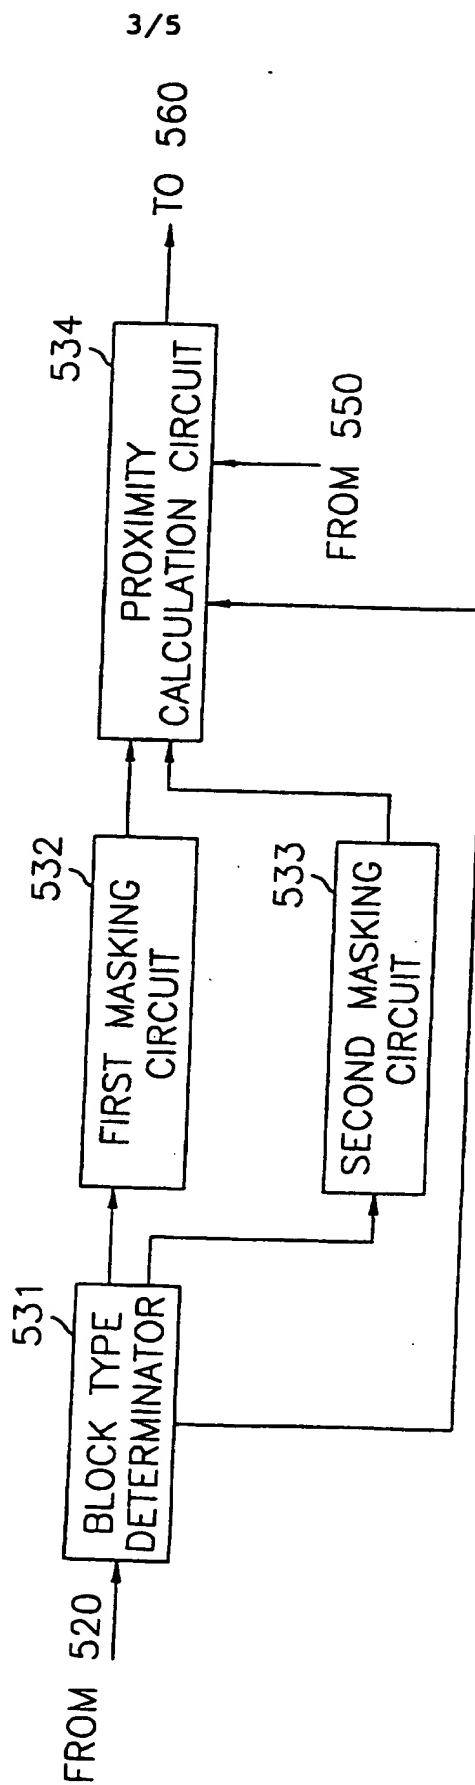 3/5
FROM 520
531
BLOCK TYPE
DETERMINATOR
532
FIRST MASKING
CIRCUIT
533
SECOND MASKING
CIRCUIT
534
PROXIMITY
CALCULATION CIRCUIT
TO 560
FROM 550